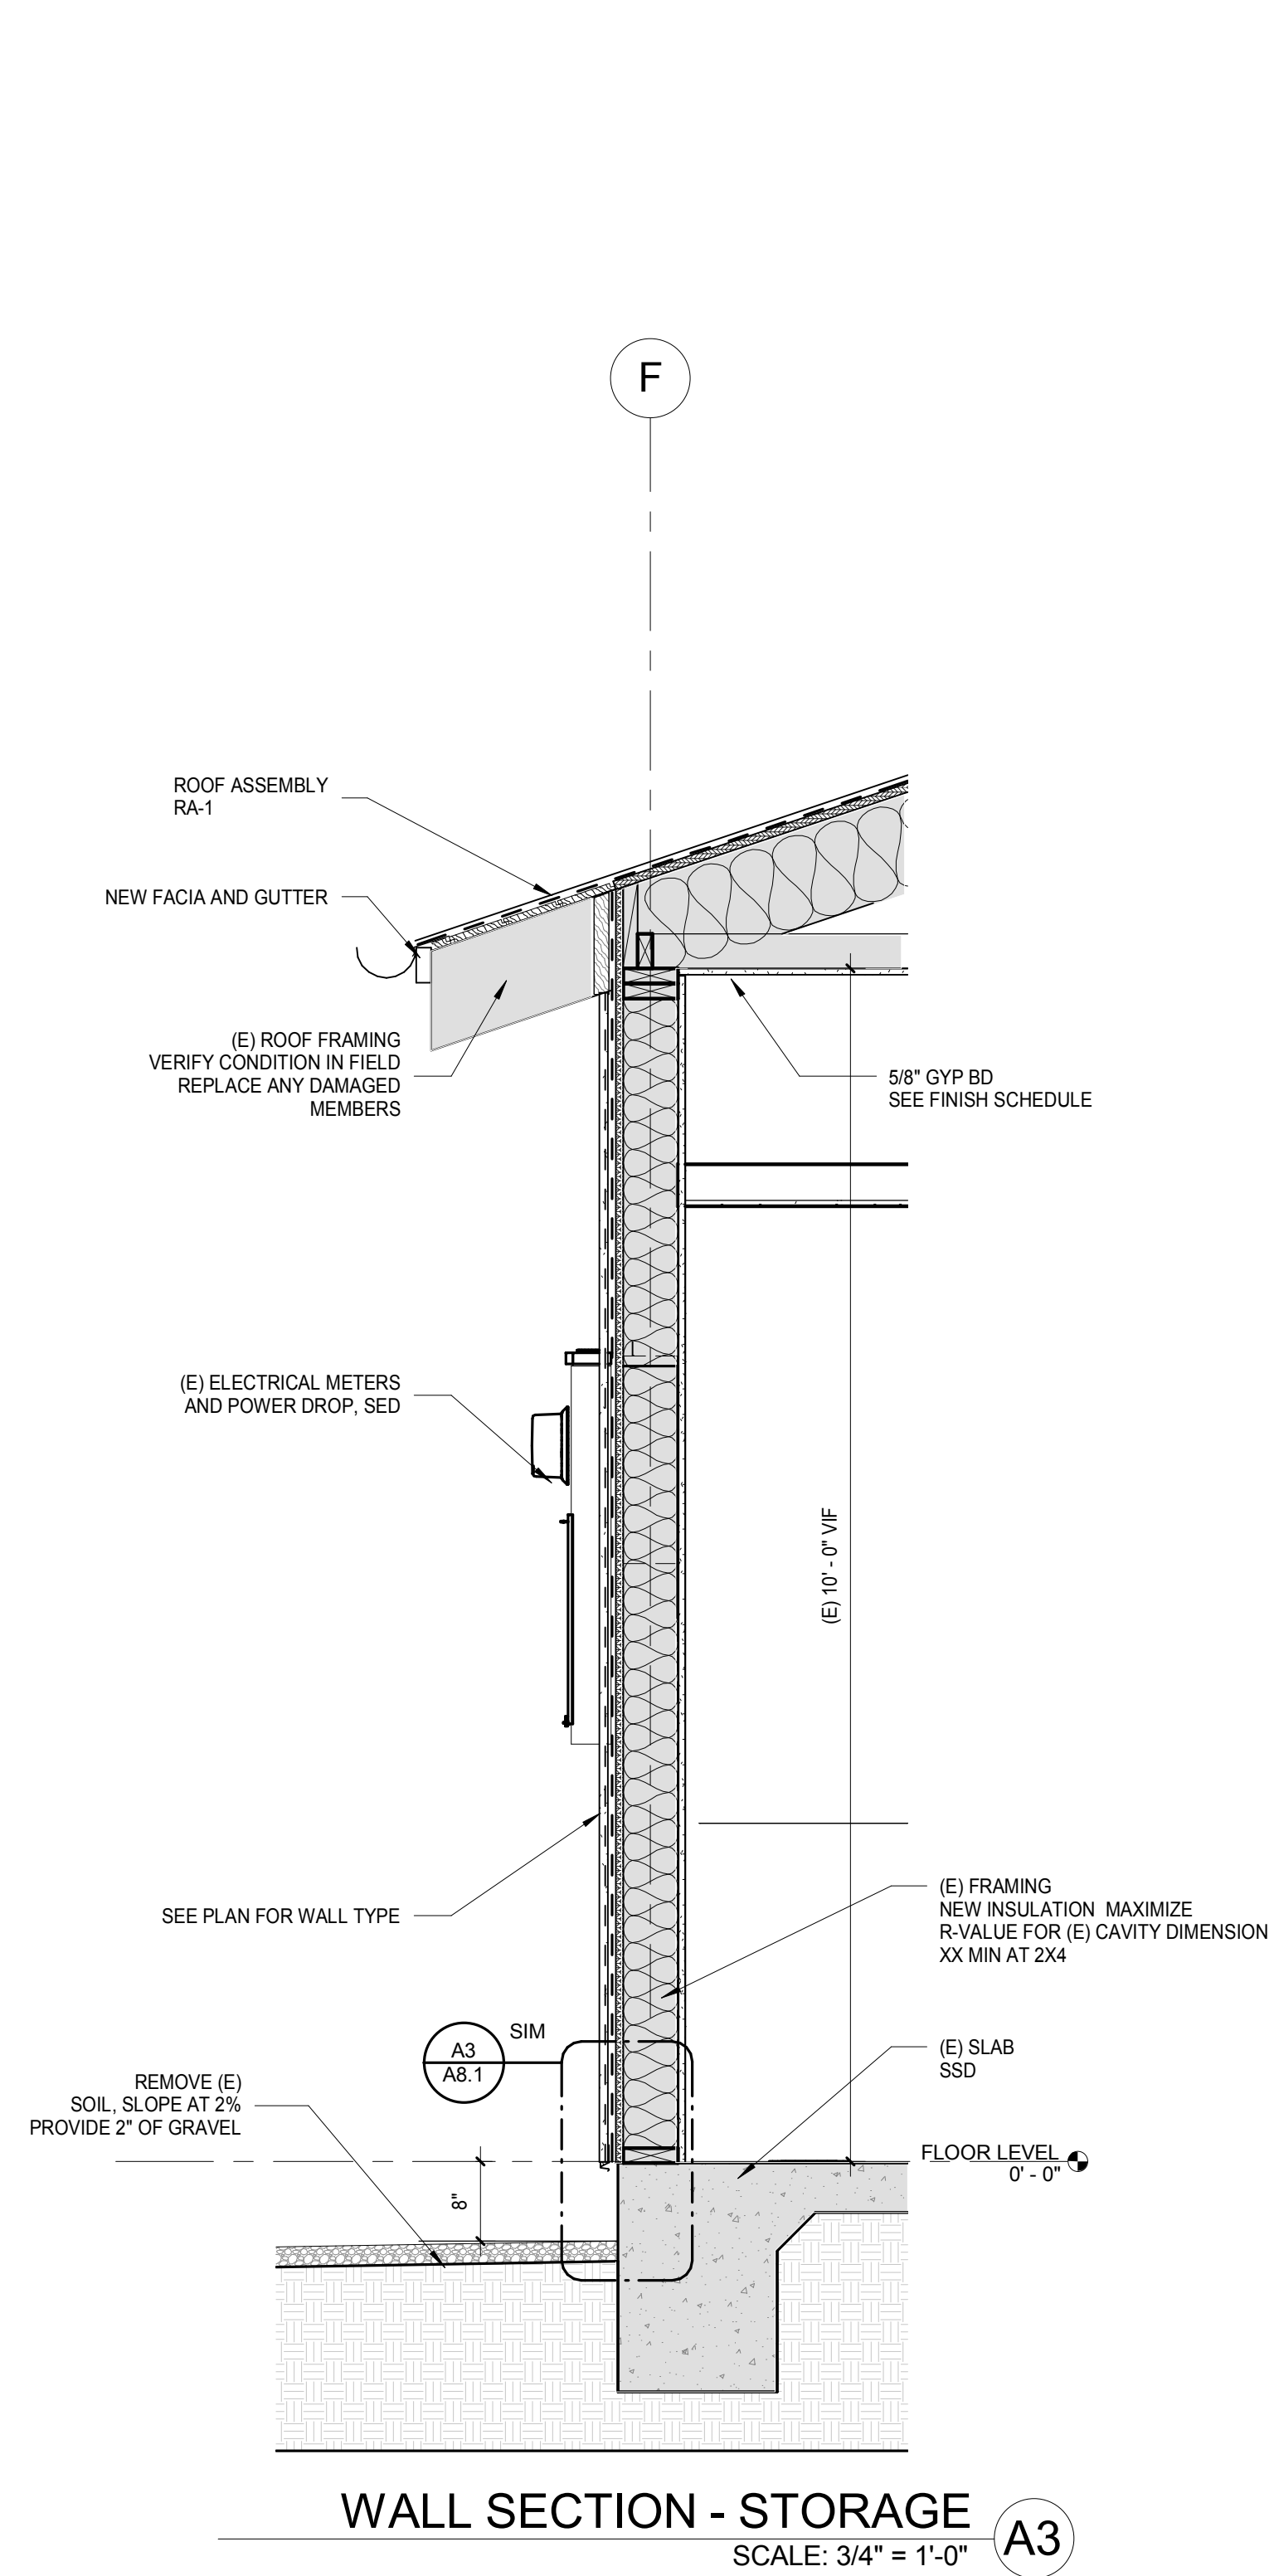 F
ROOF ASSEMBLY
RA-1
NEW FACIA AND GUTTER
(E) ROOF FRAMING
VERIFY CONDITION IN FIELD
REPLACE ANY DAMAGED
MEMBERS
5/8" GYP BD
SEE FINISH SCHEDULE
(E) ELECTRICAL METERS
AND POWER DROP, SED
(E) 10' - 0" VIF
SEE PLAN FOR WALL TYPE
(E) FRAMING
NEW INSULATION MAXIMIZE
R-VALUE FOR (E) CAVITY DIMENSION
XX MIN AT 2X4
SIM
A3
A8.1
(E) SLAB
SSD
REMOVE (E)
SOIL, SLOPE AT 2%
PROVIDE 2" OF GRAVEL
FLOOR LEVEL
0' - 0"
8"
WALL SECTION - STORAGE
A3
SCALE: 3/4" = 1'-0"